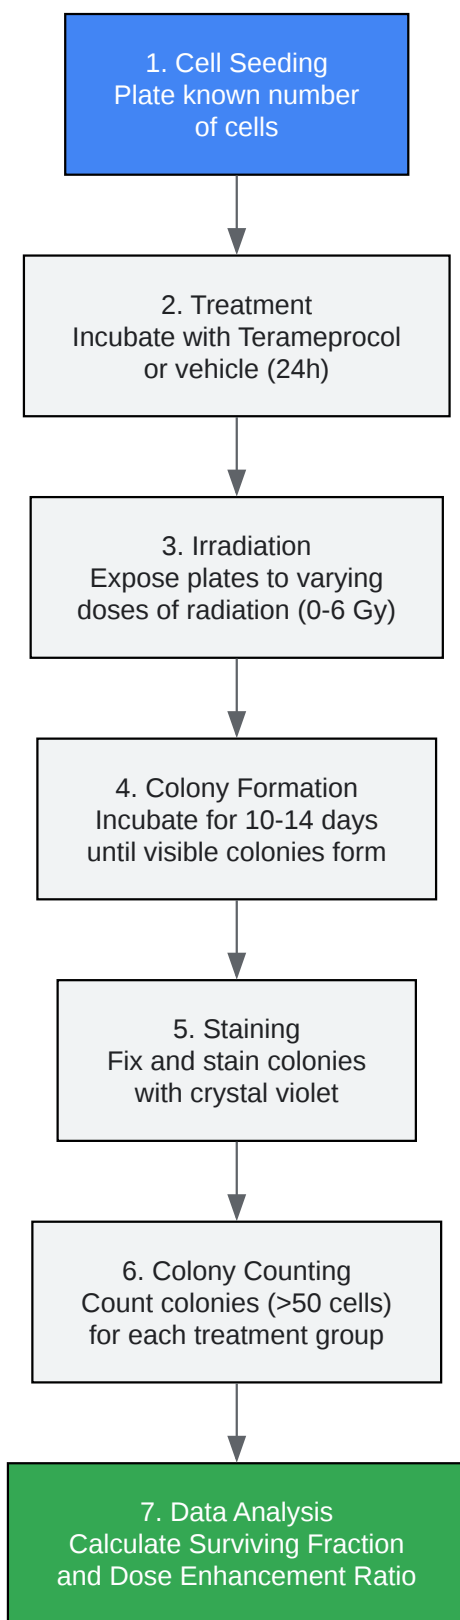 1. Cell Seeding
Plate known number
of cells
2. Treatment
Incubate with Terameprocol
or vehicle (24h)
3. Irradiation
Expose plates to varying
doses of radiation (0-6 Gy)
4. Colony Formation
Incubate for 10-14 days
until visible colonies form
5. Staining
Fix and stain colonies
with crystal violet
6. Colony Counting
Count colonies (>50 cells)
for each treatment group
7. Data Analysis
Calculate Surviving Fraction
and Dose Enhancement Ratio